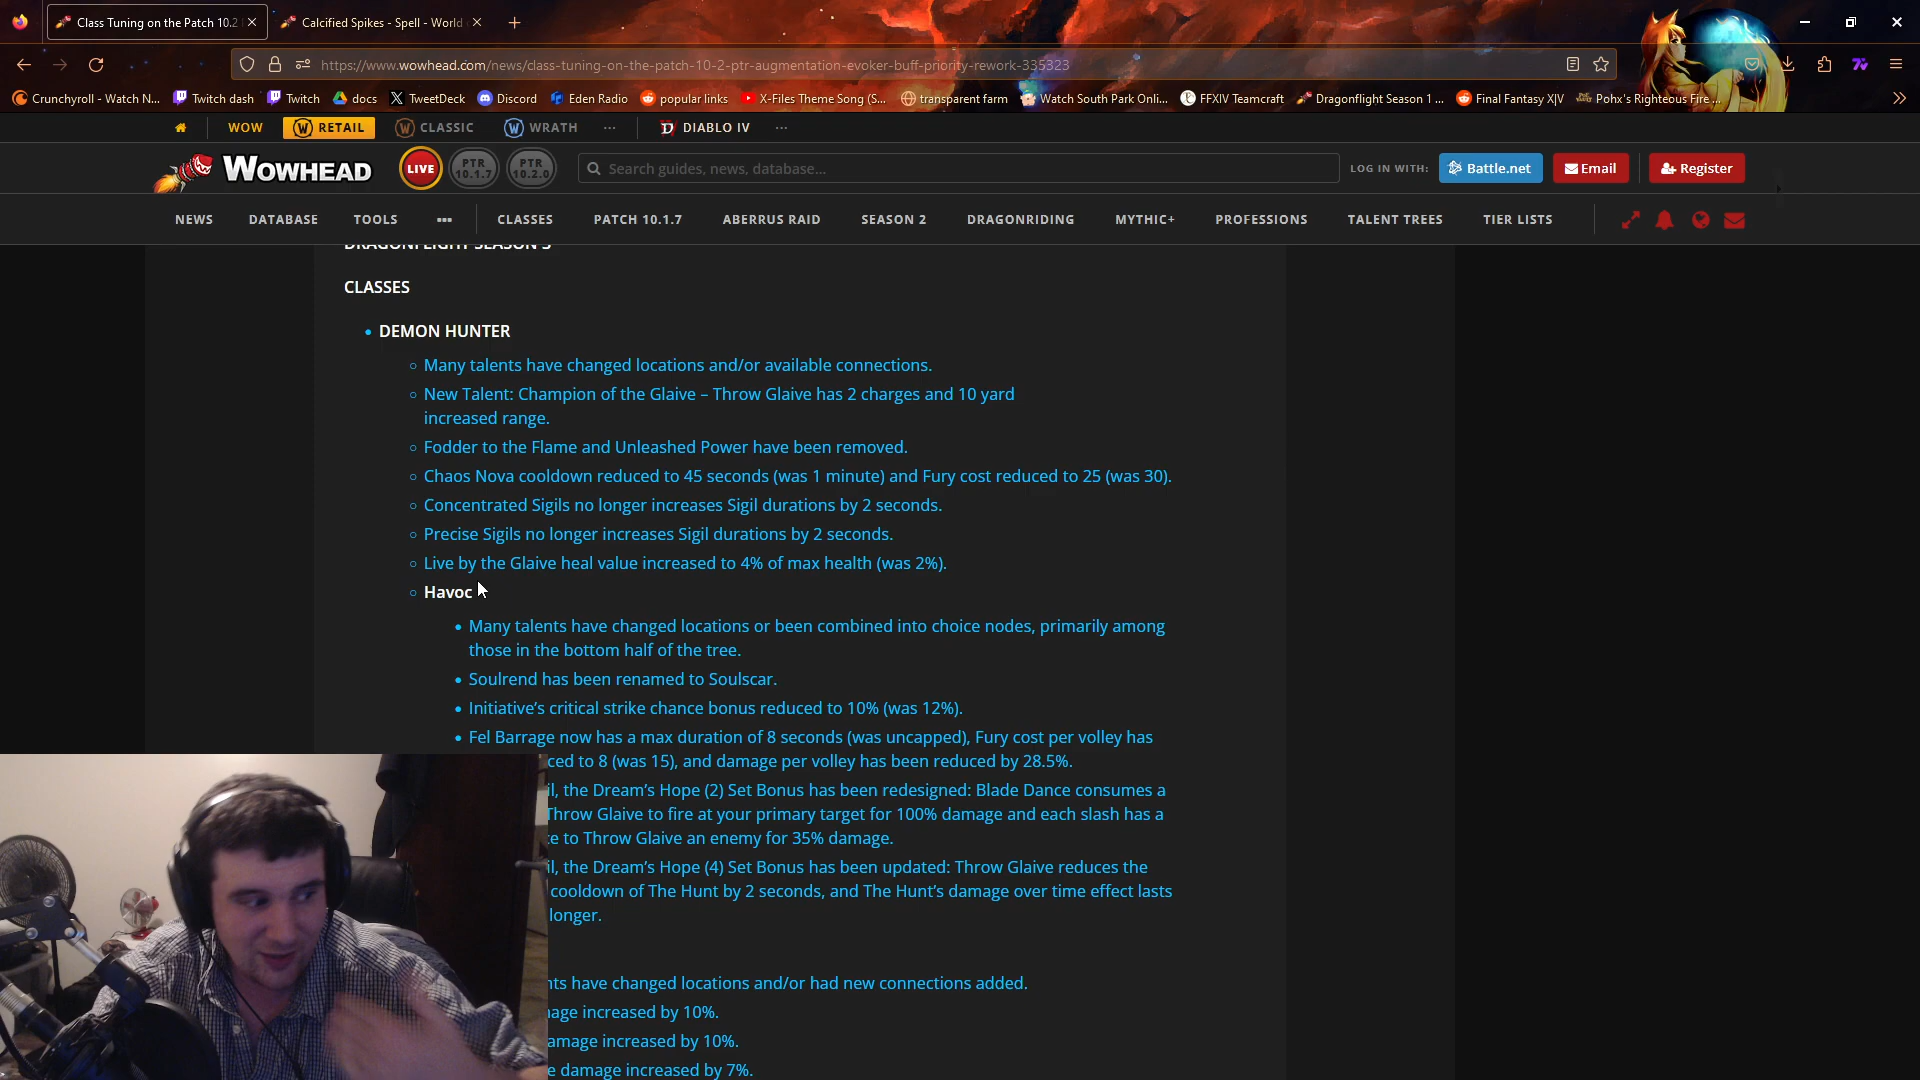 Class Tuning on the Patch 10.2
Calcified Spikes - Spell - World
https://www.wowhead.com/news/class-tuning-on-the-patch-10-2-ptr-augmentation-evoker-buff-priority-rework-335323
Crunchyroll - Watch N...
Twitch dash
Twitch
docs
TweetDeck
Discord
Eden Radio
popular links
X-Files Theme Song (S...
transparent farm
Watch South Park Onli...
FFXIV Teamcraft
Dragonflight Season 1 ...
Final Fantasy X|V
Pohx's Righteous Fire ...
WOW
RETAIL
CLASSIC
WRATH
DIABLO IV
WOWHEAD
LIVE
PTR
10.1.7
PTR
10.2.0
Search guides, news, database...
LOG IN WITH:
Battle.net
Email
Register
NEWS
DATABASE
TOOLS
CLASSES
PATCH 10.1.7
ABERRUS RAID
SEASON 2
DRAGONRIDING
MYTHIC+
PROFESSIONS
TALENT TREES
TIER LISTS
DRAGONFLIGHT SEASON 3
CLASSES
DEMON HUNTER
Many talents have changed locations and/or available connections.
New Talent: Champion of the Glaive – Throw Glaive has 2 charges and 10 yard
increased range.
Fodder to the Flame and Unleashed Power have been removed.
Chaos Nova cooldown reduced to 45 seconds (was 1 minute) and Fury cost reduced to 25 (was 30).
Concentrated Sigils no longer increases Sigil durations by 2 seconds.
Precise Sigils no longer increases Sigil durations by 2 seconds.
Live by the Glaive heal value increased to 4% of max health (was 2%).
Havoc
Many talents have changed locations or been combined into choice nodes, primarily among
those in the bottom half of the tree.
Soulrend has been renamed to Soulscar.
Initiative's critical strike chance bonus reduced to 10% (was 12%).
Fel Barrage now has a max duration of 8 seconds (was uncapped), Fury cost per volley has
ced to 8 (was 15), and damage per volley has been reduced by 28.5%.
il, the Dream's Hope (2) Set Bonus has been redesigned: Blade Dance consumes a
Throw Glaive to fire at your primary target for 100% damage and each slash has a
e to Throw Glaive an enemy for 35% damage.
il, the Dream's Hope (4) Set Bonus has been updated: Throw Glaive reduces the
cooldown of The Hunt by 2 seconds, and The Hunt's damage over time effect lasts
longer.
nts have changed locations and/or had new connections added.
age increased by 10%.
amage increased by 10%.
e damage increased by 7%.